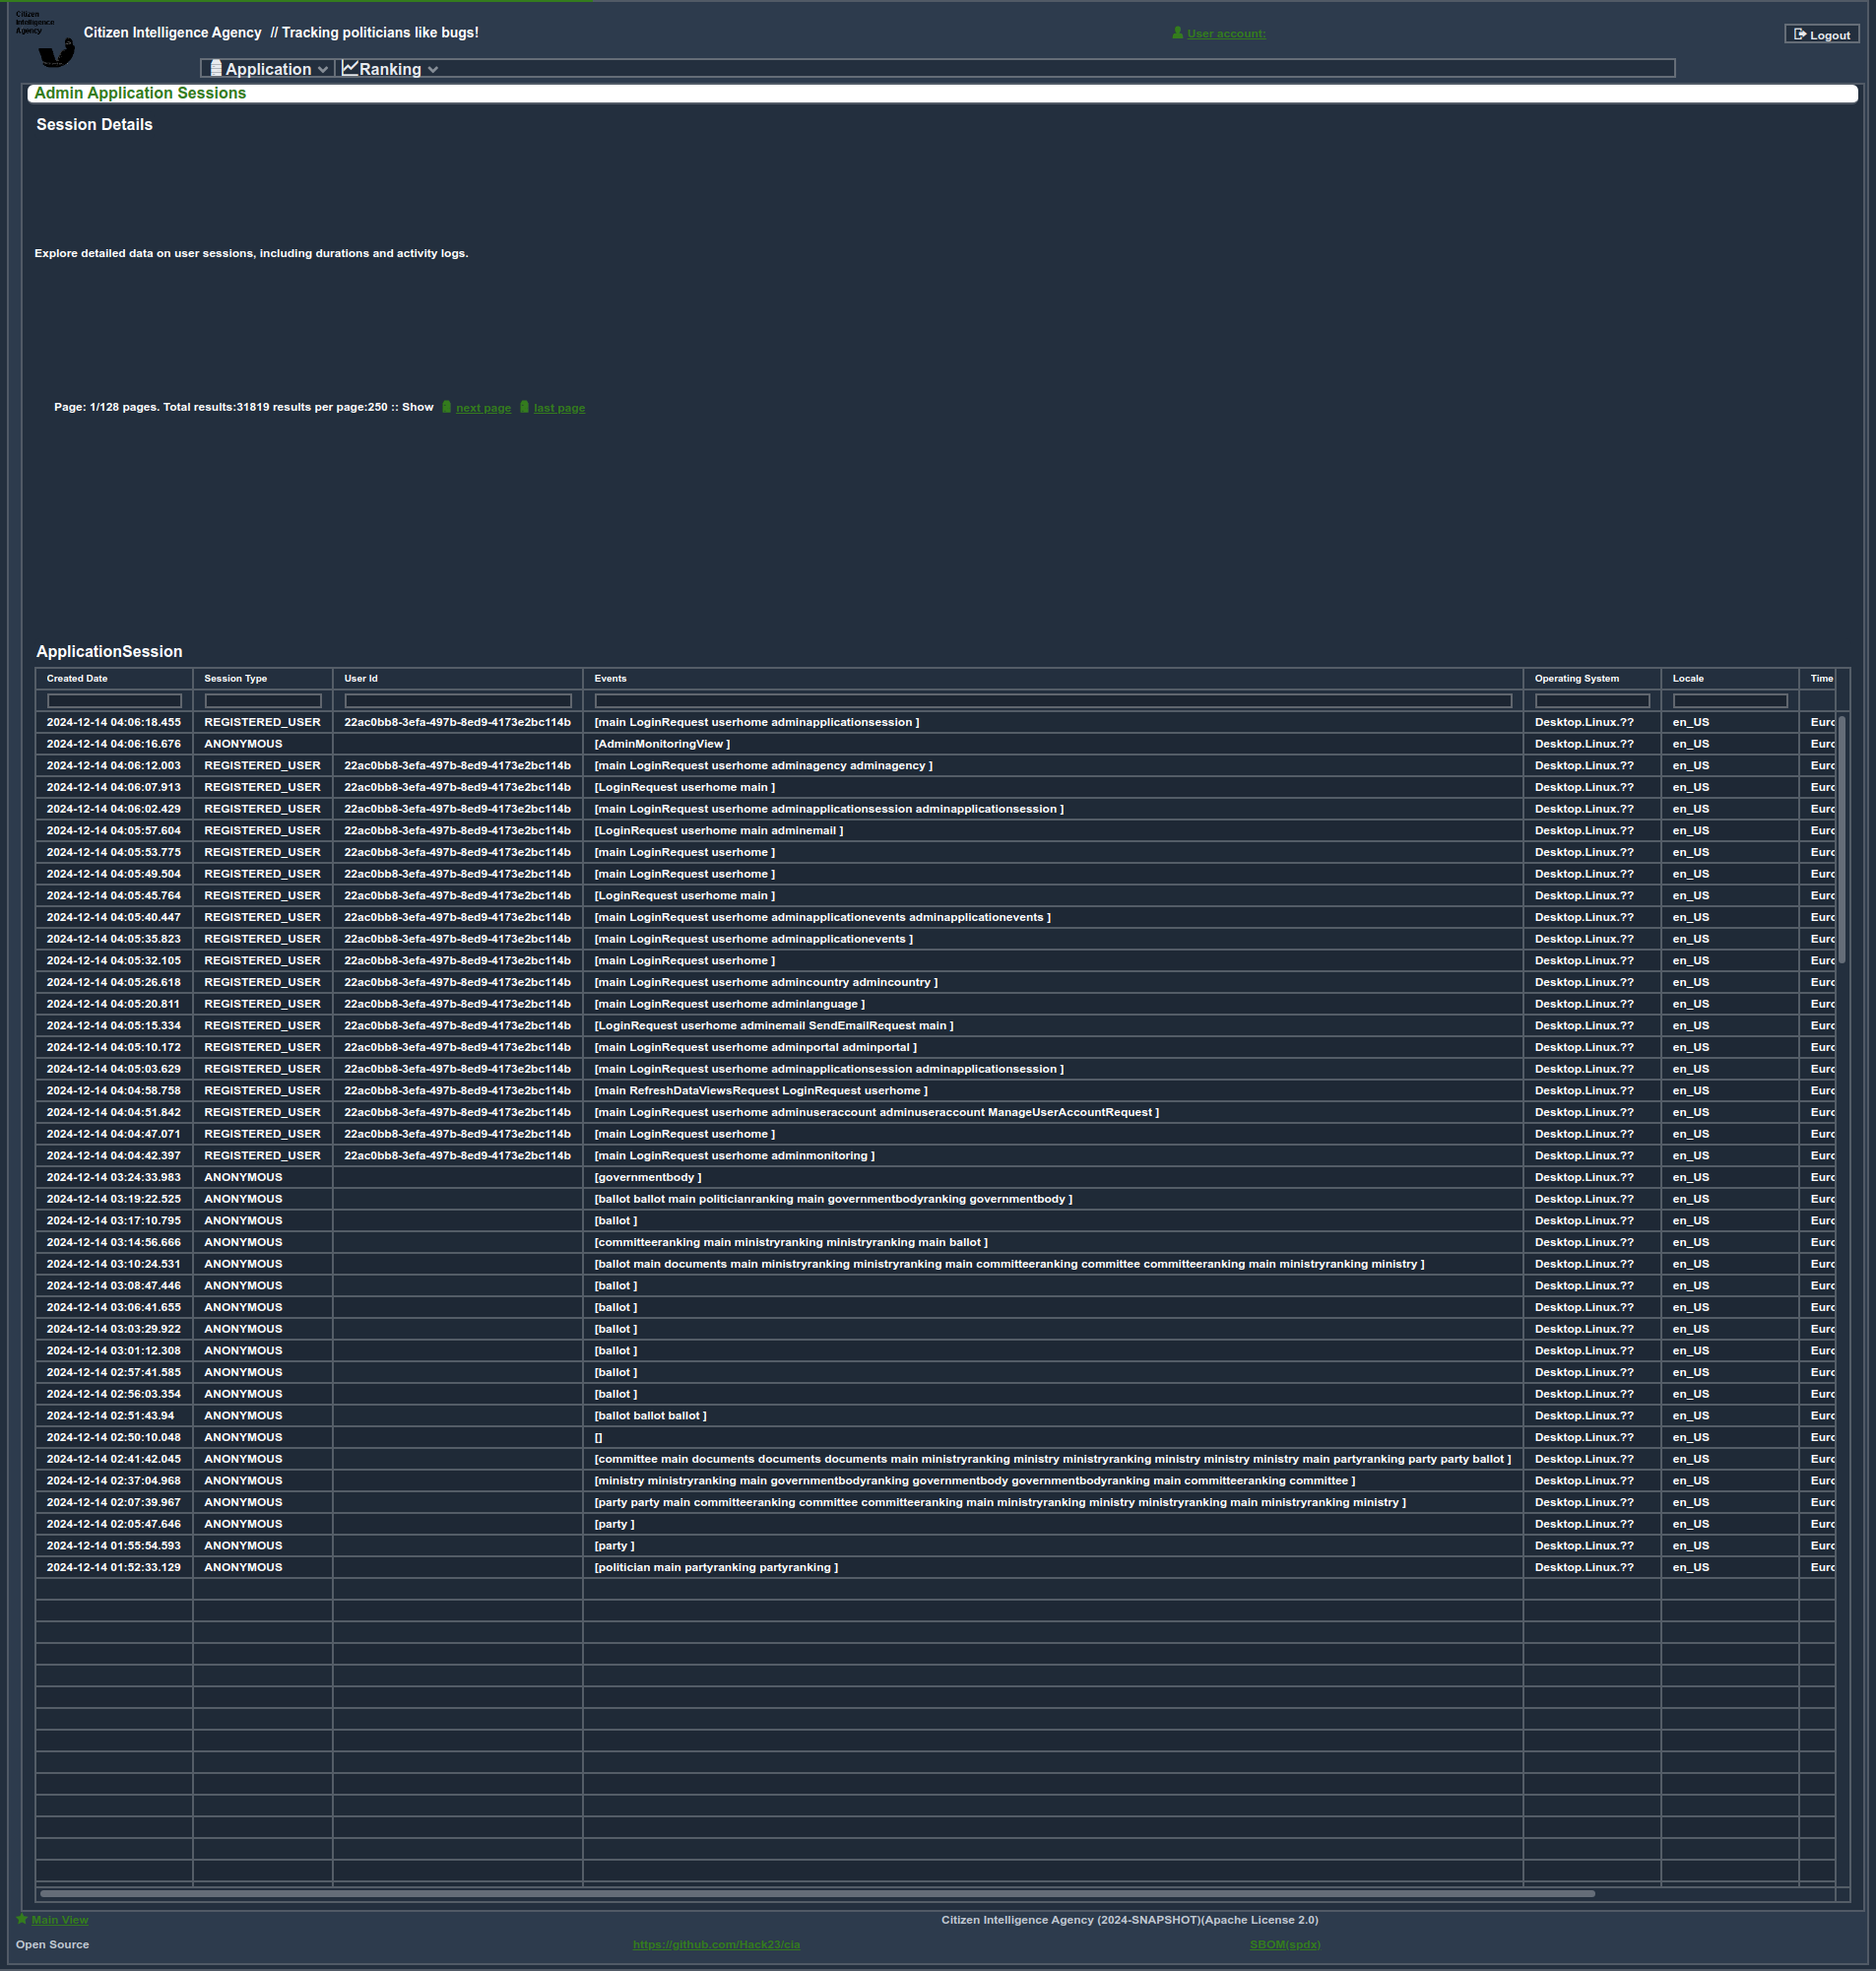 Citizen
Intelligence
Agency
Citizen Intelligence Agency // Tracking politicians like bugs!
User account:
Logout
Application Ranking
Admin Application Sessions
Session Details
Explore detailed data on user sessions, including durations and activity logs.
Page: 1/128 pages. Total results:31819 results per page:250 :: Show next page last page
ApplicationSession
Created Date Session Type User Id Events Operating System Locale Time
2024-12-14 04:06:18.455 REGISTERED_USER 22ac0bb8-3efa-497b-8ed9-4173e2bc114b [main LoginRequest userhome adminapplicationsession ] Desktop.Linux.?? en_US Euro
2024-12-14 04:06:16.676 ANONYMOUS [AdminMonitoringView ] Desktop.Linux.?? en_US Euro
2024-12-14 04:06:12.003 REGISTERED_USER 22ac0bb8-3efa-497b-8ed9-4173e2bc114b [main LoginRequest userhome adminagency adminagency ] Desktop.Linux.?? en_US Euro
2024-12-14 04:06:07.913 REGISTERED_USER 22ac0bb8-3efa-497b-8ed9-4173e2bc114b [LoginRequest userhome main ] Desktop.Linux.?? en_US Euro
2024-12-14 04:06:02.429 REGISTERED_USER 22ac0bb8-3efa-497b-8ed9-4173e2bc114b [main LoginRequest userhome adminapplicationsession adminapplicationsession ] Desktop.Linux.?? en_US Euro
2024-12-14 04:05:57.604 REGISTERED_USER 22ac0bb8-3efa-497b-8ed9-4173e2bc114b [LoginRequest userhome main adminemail ] Desktop.Linux.?? en_US Euro
2024-12-14 04:05:53.775 REGISTERED_USER 22ac0bb8-3efa-497b-8ed9-4173e2bc114b [main LoginRequest userhome ] Desktop.Linux.?? en_US Euro
2024-12-14 04:05:49.504 REGISTERED_USER 22ac0bb8-3efa-497b-8ed9-4173e2bc114b [main LoginRequest userhome ] Desktop.Linux.?? en_US Euro
2024-12-14 04:05:45.764 REGISTERED_USER 22ac0bb8-3efa-497b-8ed9-4173e2bc114b [LoginRequest userhome main ] Desktop.Linux.?? en_US Euro
2024-12-14 04:05:40.447 REGISTERED_USER 22ac0bb8-3efa-497b-8ed9-4173e2bc114b [main LoginRequest userhome adminapplicationevents adminapplicationevents ] Desktop.Linux.?? en_US Euro
2024-12-14 04:05:35.823 REGISTERED_USER 22ac0bb8-3efa-497b-8ed9-4173e2bc114b [main LoginRequest userhome adminapplicationevents ] Desktop.Linux.?? en_US Euro
2024-12-14 04:05:32.105 REGISTERED_USER 22ac0bb8-3efa-497b-8ed9-4173e2bc114b [main LoginRequest userhome ] Desktop.Linux.?? en_US Euro
2024-12-14 04:05:26.618 REGISTERED_USER 22ac0bb8-3efa-497b-8ed9-4173e2bc114b [main LoginRequest userhome admincountry admincountry ] Desktop.Linux.?? en_US Euro
2024-12-14 04:05:20.811 REGISTERED_USER 22ac0bb8-3efa-497b-8ed9-4173e2bc114b [main LoginRequest userhome adminlanguage ] Desktop.Linux.?? en_US Euro
2024-12-14 04:05:15.334 REGISTERED_USER 22ac0bb8-3efa-497b-8ed9-4173e2bc114b [LoginRequest userhome adminemail SendEmailRequest main ] Desktop.Linux.?? en_US Euro
2024-12-14 04:05:10.172 REGISTERED_USER 22ac0bb8-3efa-497b-8ed9-4173e2bc114b [main LoginRequest userhome adminportal adminportal ] Desktop.Linux.?? en_US Euro
2024-12-14 04:05:03.629 REGISTERED_USER 22ac0bb8-3efa-497b-8ed9-4173e2bc114b [main LoginRequest userhome adminapplicationsession adminapplicationsession ] Desktop.Linux.?? en_US Euro
2024-12-14 04:04:58.758 REGISTERED_USER 22ac0bb8-3efa-497b-8ed9-4173e2bc114b [main RefreshDataViewsRequest LoginRequest userhome ] Desktop.Linux.?? en_US Euro
2024-12-14 04:04:51.842 REGISTERED_USER 22ac0bb8-3efa-497b-8ed9-4173e2bc114b [main LoginRequest userhome adminuseraccount adminuseraccount ManageUserAccountRequest ] Desktop.Linux.?? en_US Euro
2024-12-14 04:04:47.071 REGISTERED_USER 22ac0bb8-3efa-497b-8ed9-4173e2bc114b [main LoginRequest userhome ] Desktop.Linux.?? en_US Euro
2024-12-14 04:04:42.397 REGISTERED_USER 22ac0bb8-3efa-497b-8ed9-4173e2bc114b [main LoginRequest userhome adminmonitoring ] Desktop.Linux.?? en_US Euro
2024-12-14 03:24:33.983 ANONYMOUS [governmentbody ] Desktop.Linux.?? en_US Euro
2024-12-14 03:19:22.525 ANONYMOUS [ballot ballot main politicianranking main governmentbodyranking governmentbody ] Desktop.Linux.?? en_US Euro
2024-12-14 03:17:10.795 ANONYMOUS [ballot ] Desktop.Linux.?? en_US Euro
2024-12-14 03:14:56.666 ANONYMOUS [committeeranking main ministryranking ministryranking main ballot ] Desktop.Linux.?? en_US Euro
2024-12-14 03:10:24.531 ANONYMOUS [ballot main documents main ministryranking ministryranking main committeeranking committee committeeranking main ministryranking ministry ] Desktop.Linux.?? en_US Euro
2024-12-14 03:08:47.446 ANONYMOUS [ballot ] Desktop.Linux.?? en_US Euro
2024-12-14 03:06:41.655 ANONYMOUS [ballot ] Desktop.Linux.?? en_US Euro
2024-12-14 03:03:29.922 ANONYMOUS [ballot ] Desktop.Linux.?? en_US Euro
2024-12-14 03:01:12.308 ANONYMOUS [ballot ] Desktop.Linux.?? en_US Euro
2024-12-14 02:57:41.585 ANONYMOUS [ballot ] Desktop.Linux.?? en_US Euro
2024-12-14 02:56:03.354 ANONYMOUS [ballot ] Desktop.Linux.?? en_US Euro
2024-12-14 02:51:43.94 ANONYMOUS [ballot ballot ballot ] Desktop.Linux.?? en_US Euro
2024-12-14 02:50:10.048 ANONYMOUS [] Desktop.Linux.?? en_US Euro
2024-12-14 02:41:42.045 ANONYMOUS [committee main documents documents documents main ministryranking ministry ministryranking ministry ministry ministry main partyranking party party ballot ] Desktop.Linux.?? en_US Euro
2024-12-14 02:37:04.968 ANONYMOUS [ministry ministryranking main governmentbodyranking governmentbody governmentbodyranking main committeeranking committee ] Desktop.Linux.?? en_US Euro
2024-12-14 02:07:39.967 ANONYMOUS [party party main committeeranking committee committeeranking main ministryranking ministry ministryranking main ministryranking ministry ] Desktop.Linux.?? en_US Euro
2024-12-14 02:05:47.646 ANONYMOUS [party ] Desktop.Linux.?? en_US Euro
2024-12-14 01:55:54.593 ANONYMOUS [party ] Desktop.Linux.?? en_US Euro
2024-12-14 01:52:33.129 ANONYMOUS [politician main partyranking partyranking ] Desktop.Linux.?? en_US Euro
Main View Citizen Intelligence Agency (2024-SNAPSHOT)(Apache License 2.0)
Open Source https://github.com/Hack23/cia SBOM(spdx)